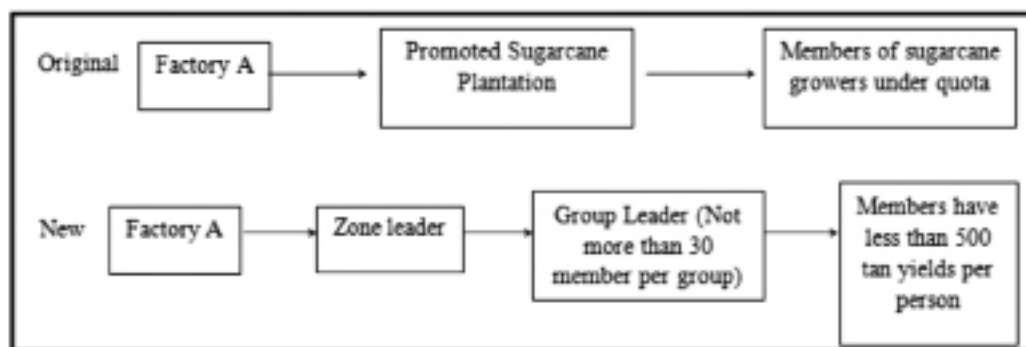 Original
Factory A
Promoted Sugarcane
Plantation
Members of sugarcane
growers under quota
New
Factory A
Zone leader
Group Leader (Not
more than 30
member per group)
Members have
less than 500
tan yields per
person